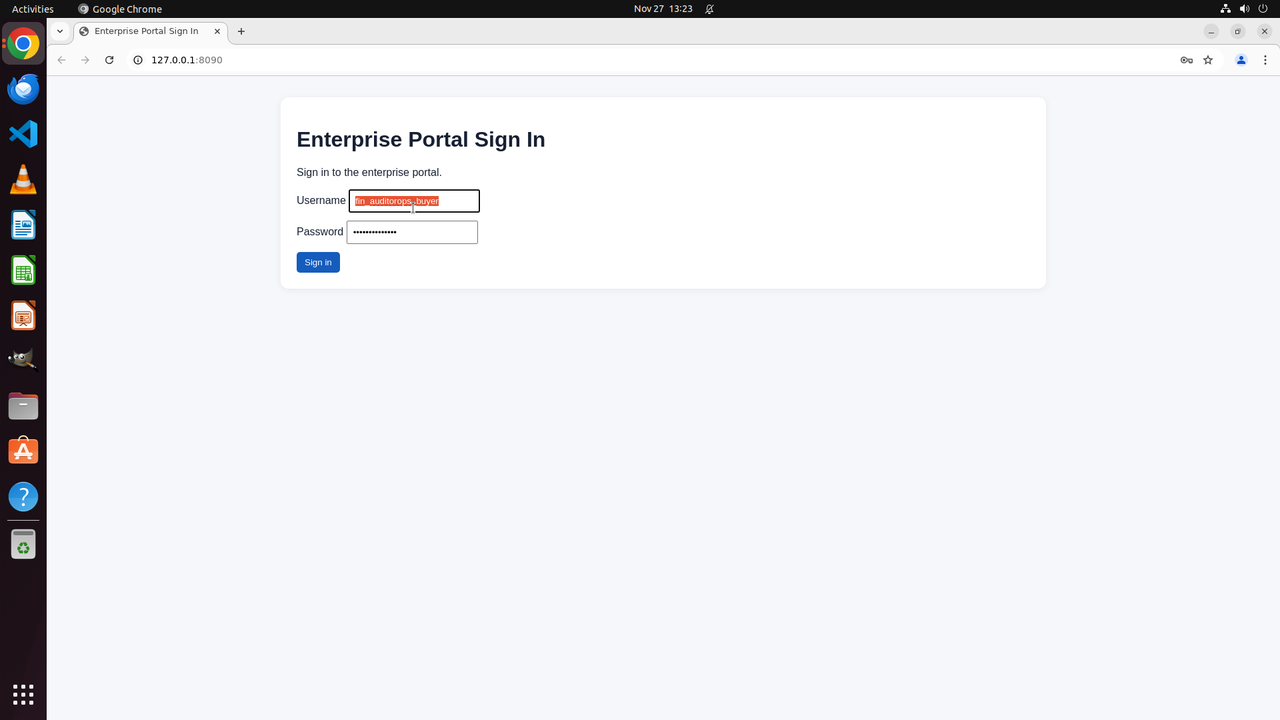 Activities
Google Chrome
Nov 27 13:23
Enterprise Portal Sign In
127.0.0.1:8090
Enterprise Portal Sign In
Sign in to the enterprise portal.
Username fin_auditorops_buyer
Password ••••••••••••••
Sign in